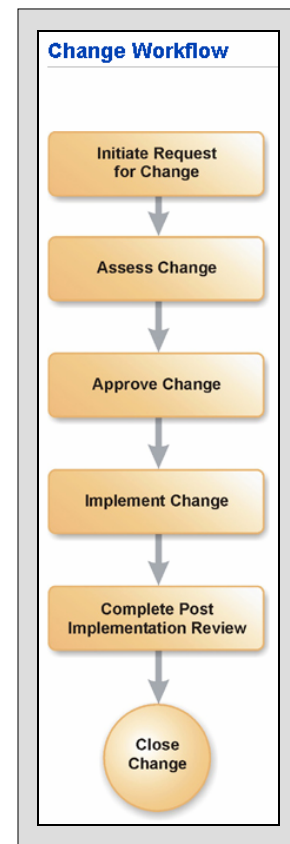 Change Workflow
Initiate Request
for Change
Assess Change
Approve Change
Implement Change
Complete Post
Implementation Review
Close
Change